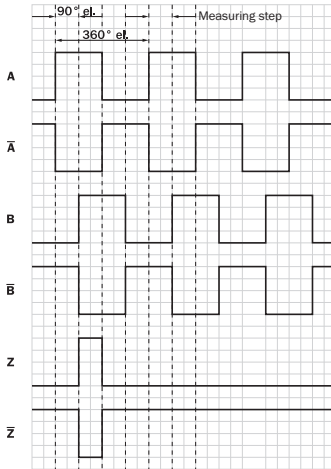 90° el.
Measuring step
360° el.
A
A̅
B
B̅
Z
Z̅